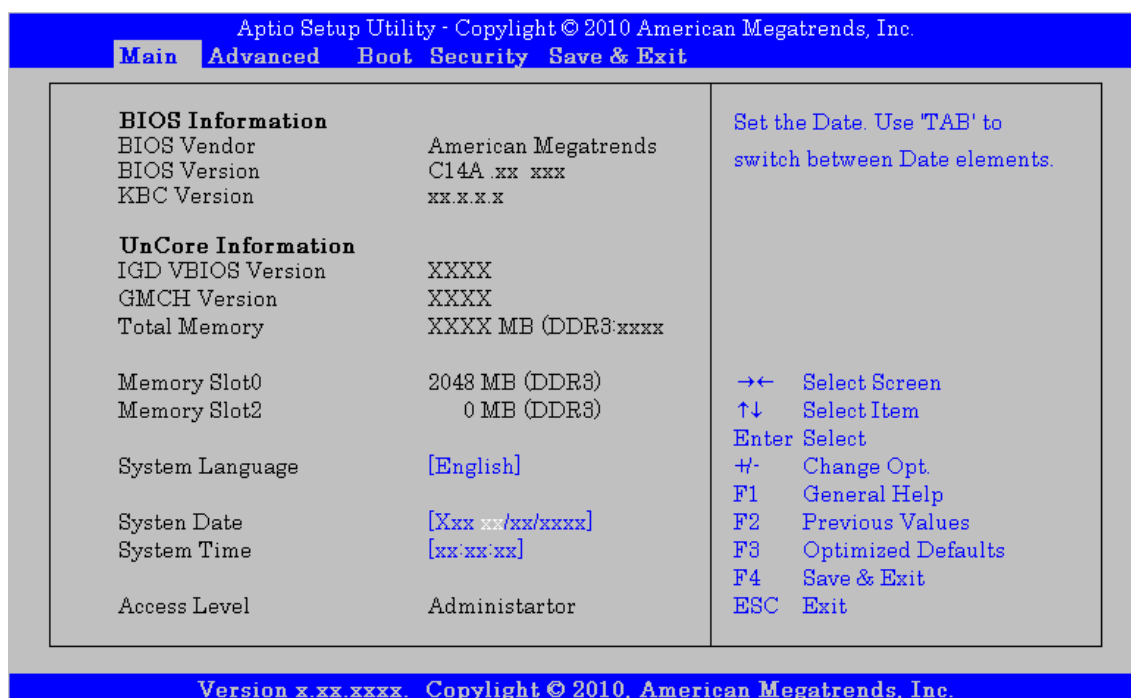 Aptio Setup Utility - Copylight © 2010 American Megatrends, Inc.
Main Advanced Boot Security Save & Exit
BIOS Information
BIOS Vendor American Megatrends
BIOS Version C14A .xx xxx
KBC Version xx.x.x.x
UnCore Information
IGD VBIOS Version XXXX
GMCH Version XXXX
Total Memory XXXX MB (DDR3:xxxx
Memory Slot0 2048 MB (DDR3)
Memory Slot2 0 MB (DDR3)
System Language [English]
Systen Date [Xxx xx/xx/xxxx]
System Time [xx:xx:xx]
Access Level Administartor
Set the Date. Use 'TAB' to
switch between Date elements.
→← Select Screen
↑↓ Select Item
Enter Select
+/- Change Opt.
F1 General Help
F2 Previous Values
F3 Optimized Defaults
F4 Save & Exit
ESC Exit
Version x.xx.xxxx. Copylight © 2010, American Megatrends, Inc.